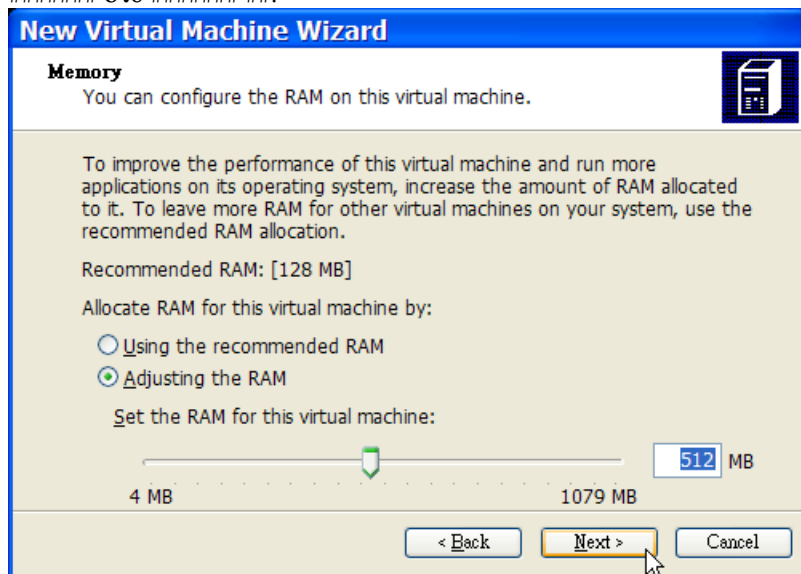 New Virtual Machine Wizard
Memory
You can configure the RAM on this virtual machine.
To improve the performance of this virtual machine and run more
applications on its operating system, increase the amount of RAM allocated
to it. To leave more RAM for other virtual machines on your system, use the
recommended RAM allocation.
Recommended RAM: [128 MB]
Allocate RAM for this virtual machine by:
Using the recommended RAM
Adjusting the RAM
Set the RAM for this virtual machine:
512 MB
4 MB 1079 MB
< Back Next > Cancel